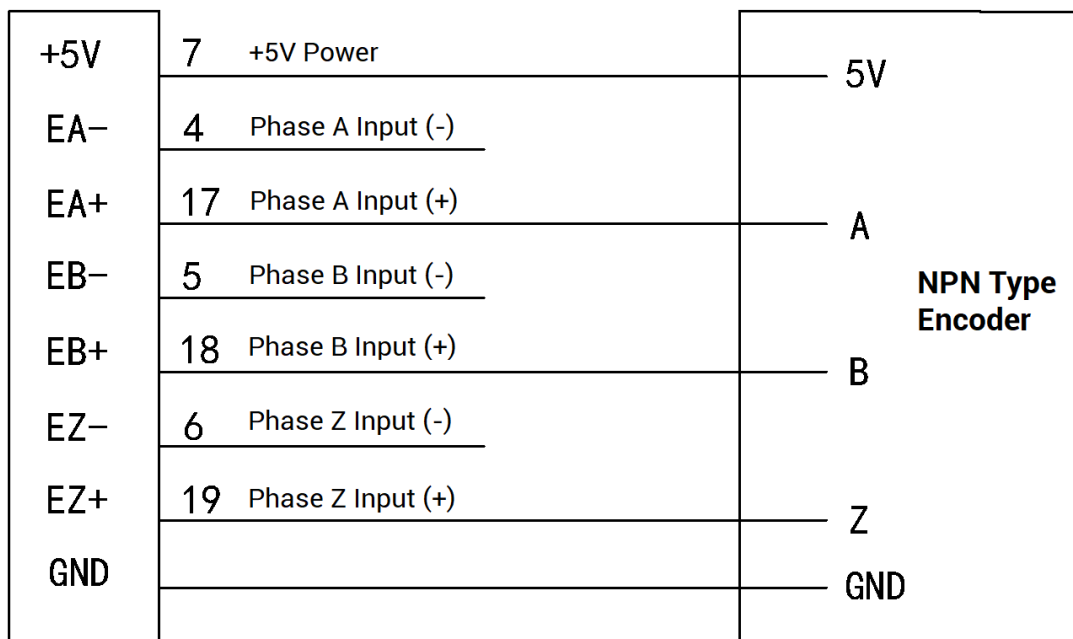 +5V 7 +5V Power
5V
EA- 4 Phase A Input (-)
EA+ 17 Phase A Input (+)
A
EB- 5 Phase B Input (-)
NPN Type
Encoder
EB+ 18 Phase B Input (+)
B
EZ- 6 Phase Z Input (-)
EZ+ 19 Phase Z Input (+)
Z
GND
GND